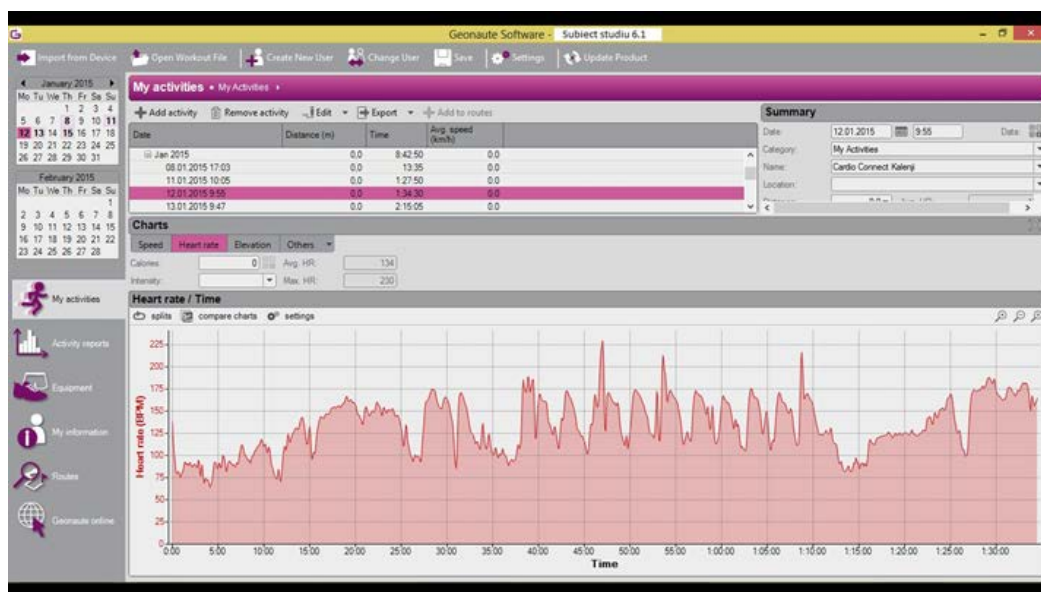 Geonaute Software - Subiect studiu 6.1
Import from Device Open Workout File Create New User Change User Save Settings Update Product
January 2015
Mo Tu We Th Fr Sa Su
1 2 3 4
5 6 7 8 9 10 11
12 13 14 15 16 17 18
19 20 21 22 23 24 25
26 27 28 29 30 31
February 2015
Mo Tu We Th Fr Sa Su
1
2 3 4 5 6 7 8
9 10 11 12 13 14 15
16 17 18 19 20 21 22
23 24 25 26 27 28
My activities
Activity reports
Equipment
My information
Routes
Geonaute online
My activities • My Activities
Add activity Remove activity Edit Export Add to routes
Date Distance (m) Time Avg. speed (km/h)
Jan 2015 0.0 8:42:50 0.0
08.01.2015 17:03 0.0 13:35 0.0
11.01.2015 10:05 0.0 1:27:50 0.0
12.01.2015 9:55 0.0 1:34:30 0.0
13.01.2015 9:47 0.0 2:15:05 0.0
Summary
Date: 12.01.2015 9:55 Date:
Category: My Activities
Name: Cardio Connect Kalenji
Location:
Charts
Speed Heart rate Elevation Others
Calories: 0 Avg. HR: 134
Intensity: Max. HR: 230
Heart rate / Time
splits compare charts settings
Heart rate (BPM)
225
200
175
150
125
100
75
50
25
0
0:00 5:00 10:00 15:00 20:00 25:00 30:00 35:00 40:00 45:00 50:00 55:00 1:00:00 1:05:00 1:10:00 1:15:00 1:20:00 1:25:00 1:30:00
Time